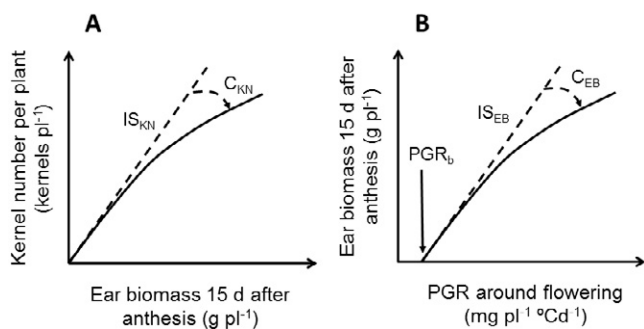 A
Kernel number per plant
(kernels pl⁻¹)
IS_KN
C_KN
Ear biomass 15 d after
anthesis (g pl⁻¹)
B
Ear biomass 15 d after
anthesis (g pl⁻¹)
PGR_b
IS_EB
C_EB
PGR around flowering
(mg pl⁻¹ ºCd⁻¹)